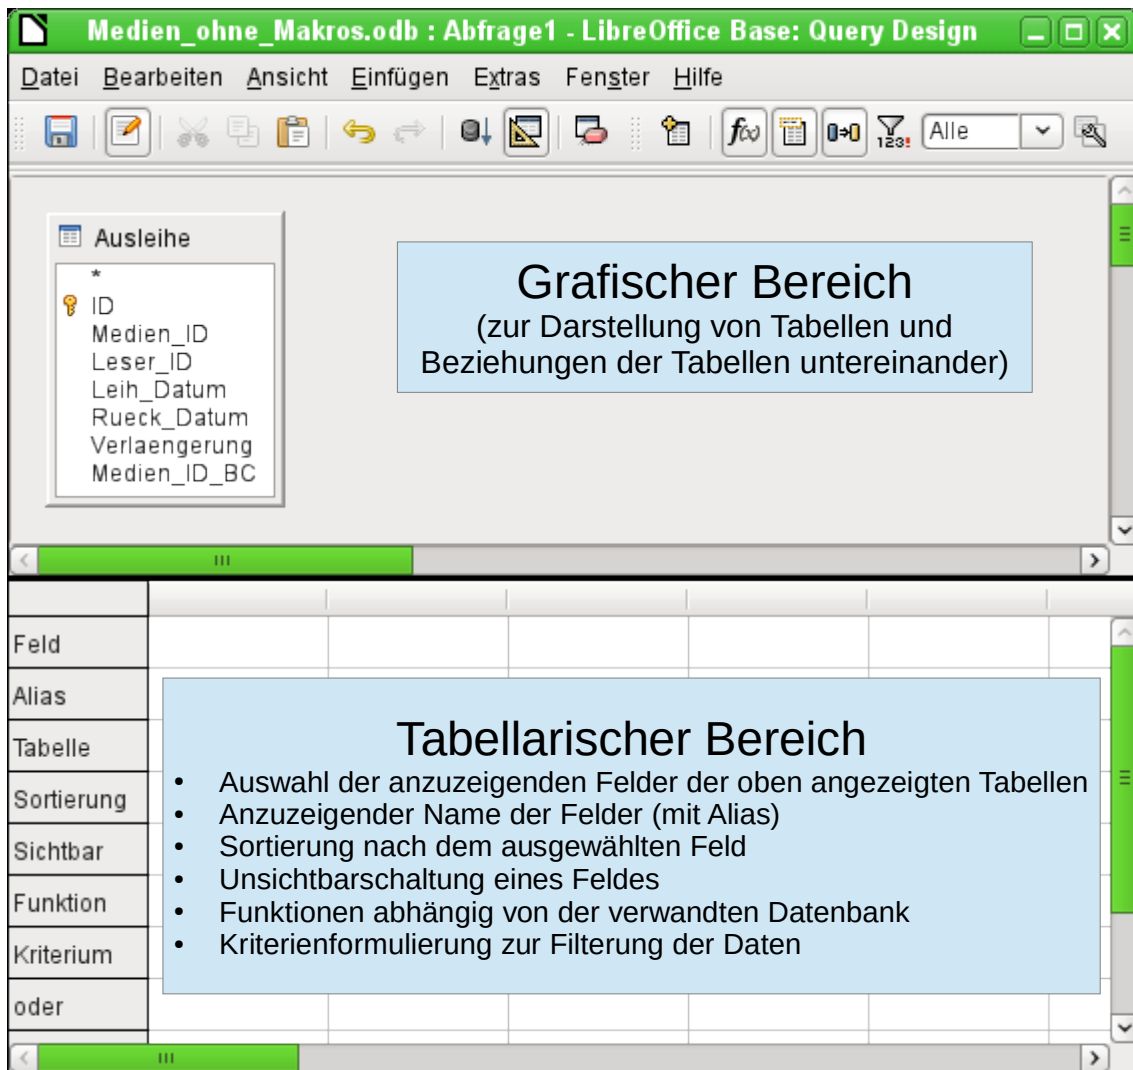 Medien_ohne_Makros.odb : Abfrage1 - LibreOffice Base: Query Design
Datei Bearbeiten Ansicht Einfügen Extras Fenster Hilfe
f(x) 123! Alle
Ausleihe
*
ID
Medien_ID
Leser_ID
Leih_Datum
Rueck_Datum
Verlaengerung
Medien_ID_BC
Grafischer Bereich
(zur Darstellung von Tabellen und
Beziehungen der Tabellen untereinander)
Feld
Alias
Tabelle
Sortierung
Sichtbar
Funktion
Kriterium
oder
Tabellarischer Bereich
• Auswahl der anzuzeigenden Felder der oben angezeigten Tabellen
• Anzuzeigender Name der Felder (mit Alias)
• Sortierung nach dem ausgewählten Feld
• Unsichtbarschaltung eines Feldes
• Funktionen abhängig von der verwandten Datenbank
• Kriterienformulierung zur Filterung der Daten